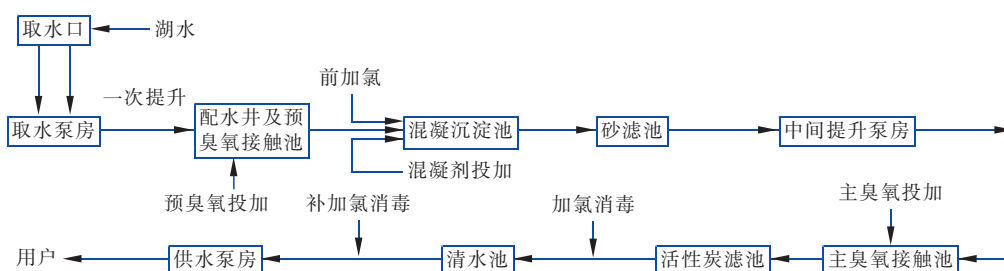 取水口
湖水
前加氯
一次提升
取水泵房
配水井及预
臭氧接触池
混凝沉淀池
砂滤池
中间提升泵房
混凝剂投加
预臭氧投加
补加氯消毒
加氯消毒
主臭氧投加
用户
供水泵房
清水池
活性炭滤池
主臭氧接触池